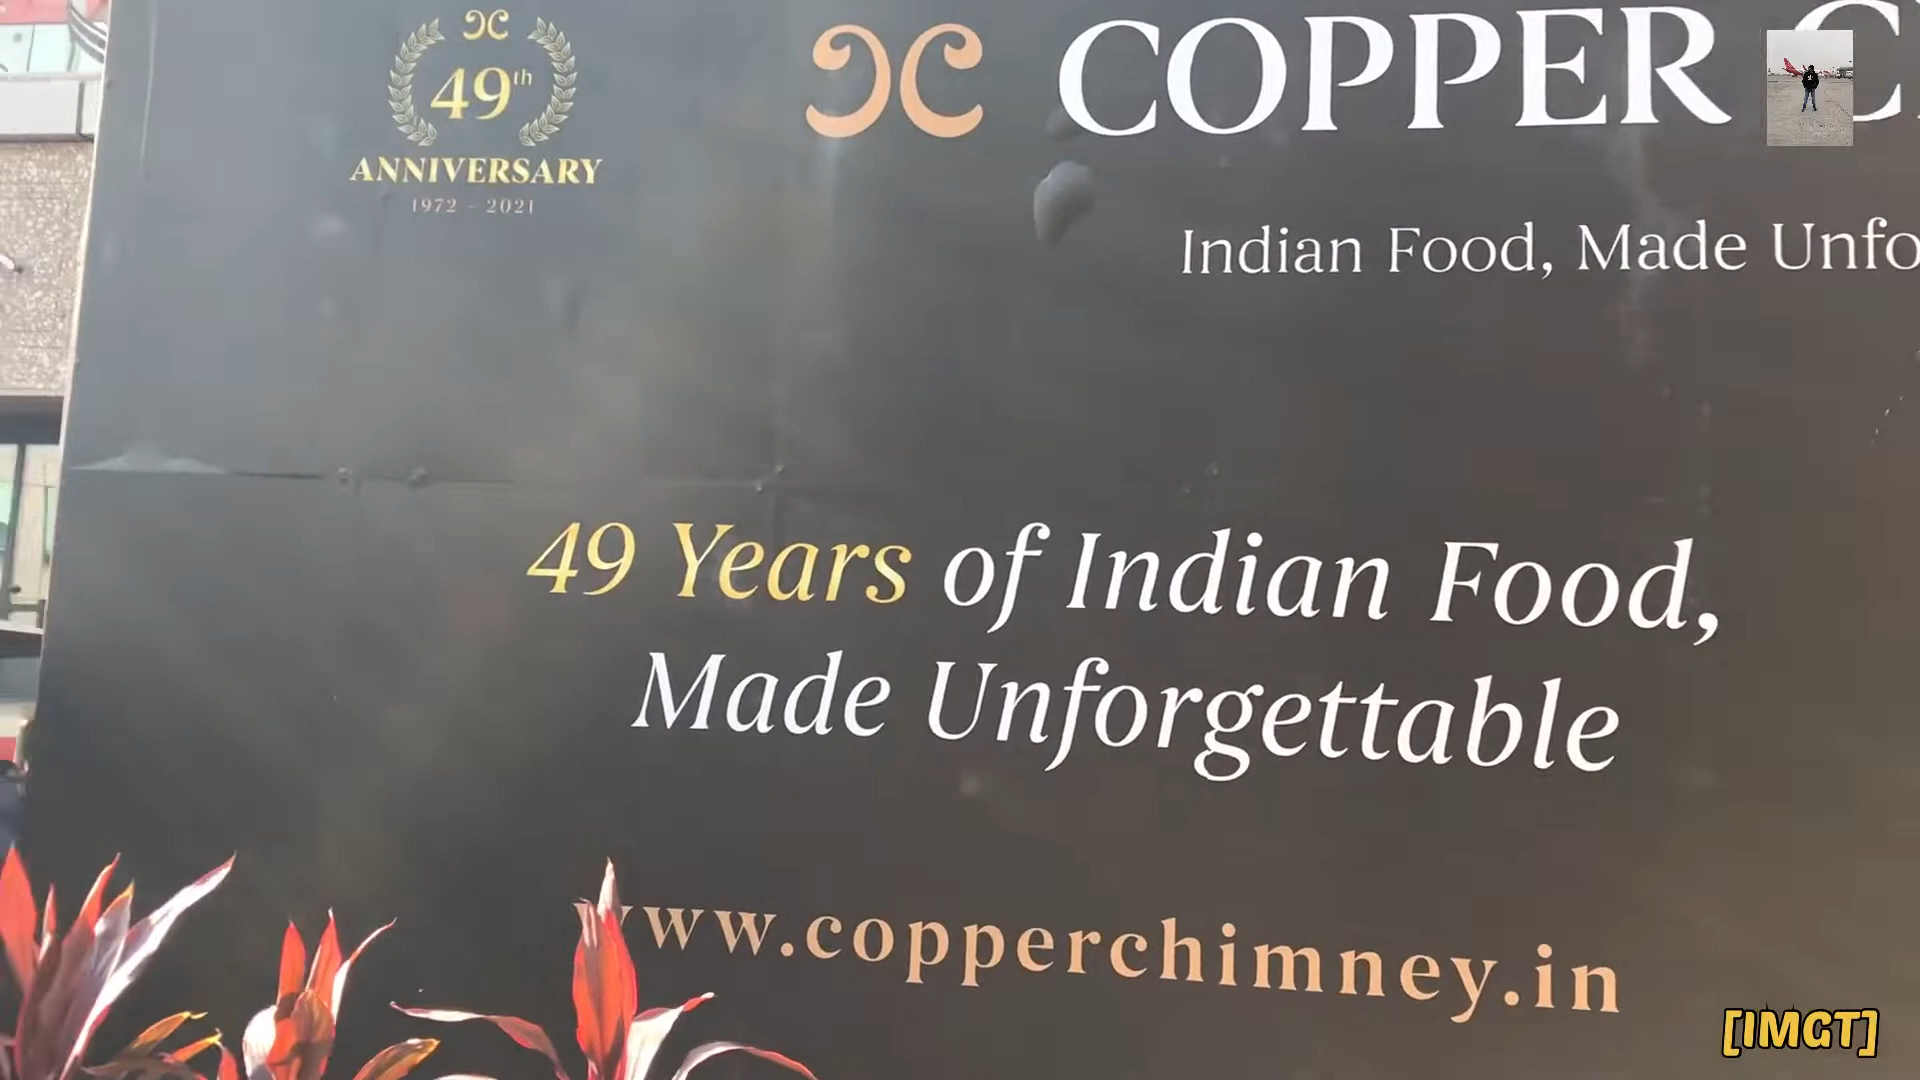 49th
ANNIVERSARY
1972 - 2021
COPPER C
Indian Food, Made Unfo
49 Years of Indian Food,
Made Unforgettable
www.copperchimney.in
[IMGT]